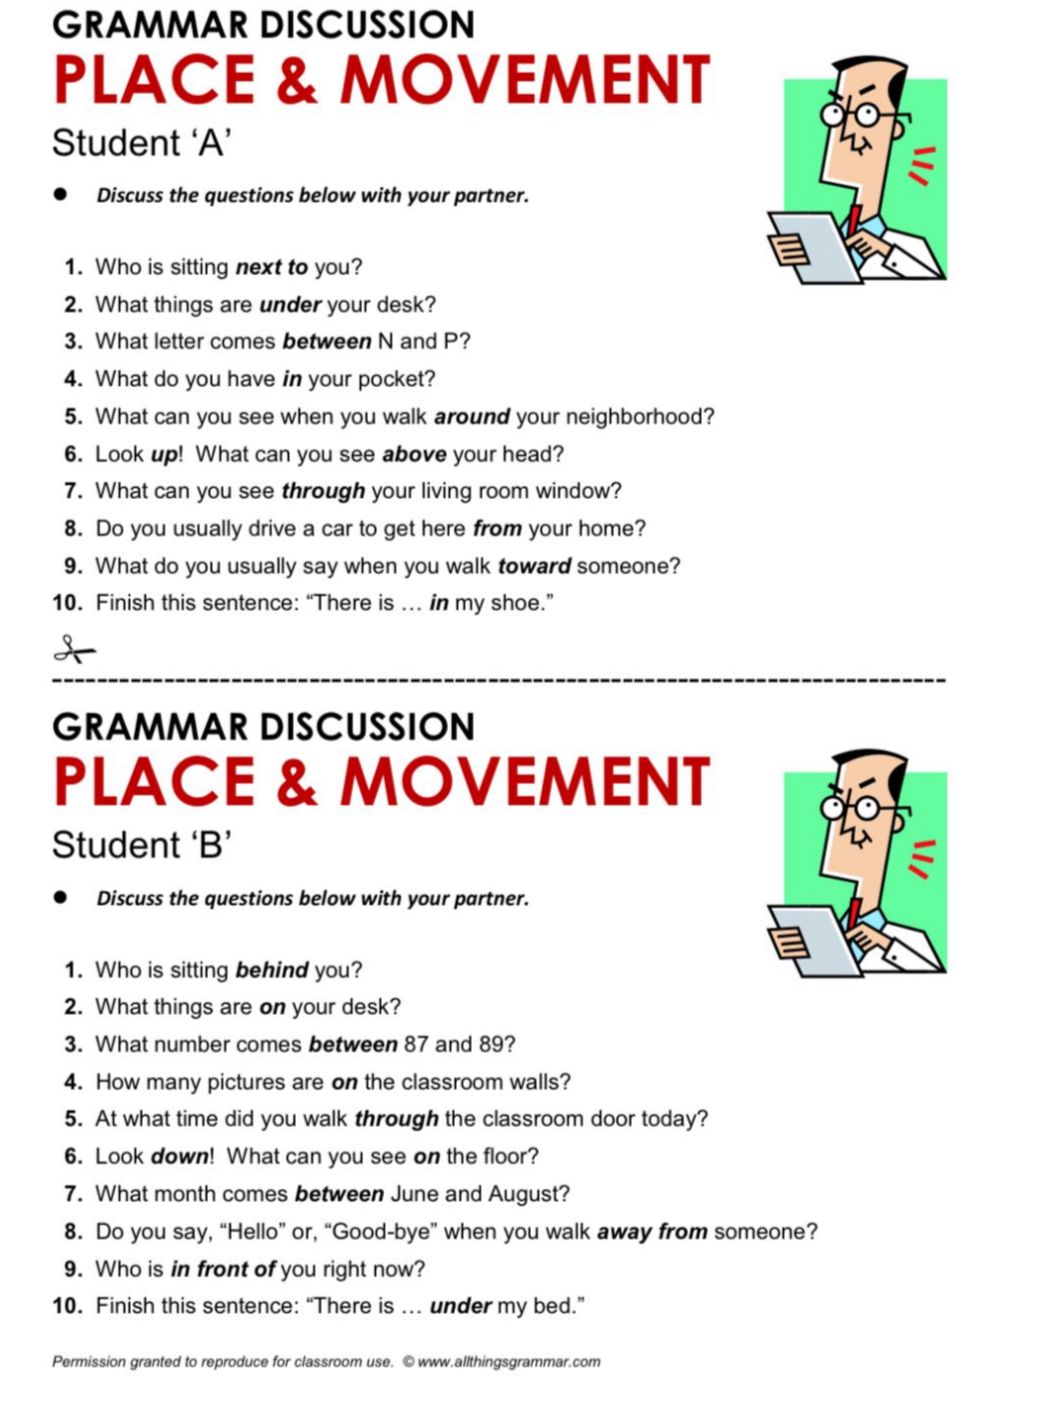 GRAMMAR DISCUSSION
PLACE & MOVEMENT
Student ‘A’
● Discuss the questions below with your partner.
1. Who is sitting next to you?
2. What things are under your desk?
3. What letter comes between N and P?
4. What do you have in your pocket?
5. What can you see when you walk around your neighborhood?
6. Look up! What can you see above your head?
7. What can you see through your living room window?
8. Do you usually drive a car to get here from your home?
9. What do you usually say when you walk toward someone?
10. Finish this sentence: “There is … in my shoe.”
GRAMMAR DISCUSSION
PLACE & MOVEMENT
Student ‘B’
● Discuss the questions below with your partner.
1. Who is sitting behind you?
2. What things are on your desk?
3. What number comes between 87 and 89?
4. How many pictures are on the classroom walls?
5. At what time did you walk through the classroom door today?
6. Look down! What can you see on the floor?
7. What month comes between June and August?
8. Do you say, “Hello” or, “Good-bye” when you walk away from someone?
9. Who is in front of you right now?
10. Finish this sentence: “There is … under my bed.”
Permission granted to reproduce for classroom use. © www.allthingsgrammar.com